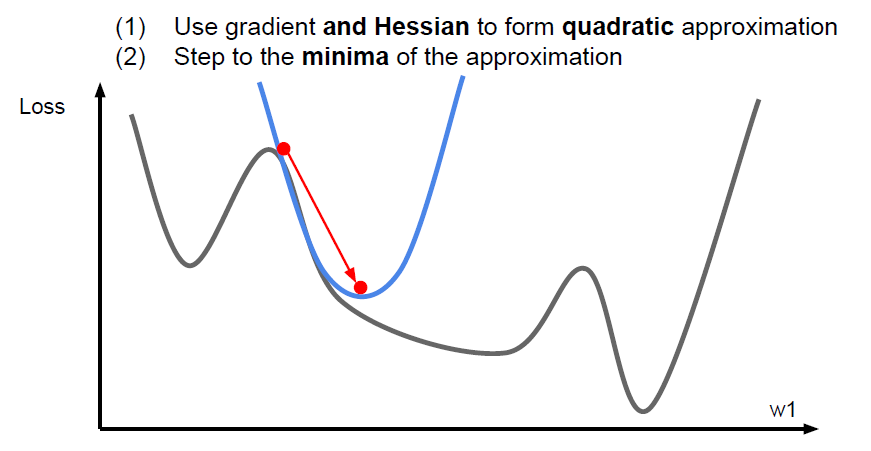 (1) Use gradient and Hessian to form quadratic approximation
(2) Step to the minima of the approximation
Loss
w1